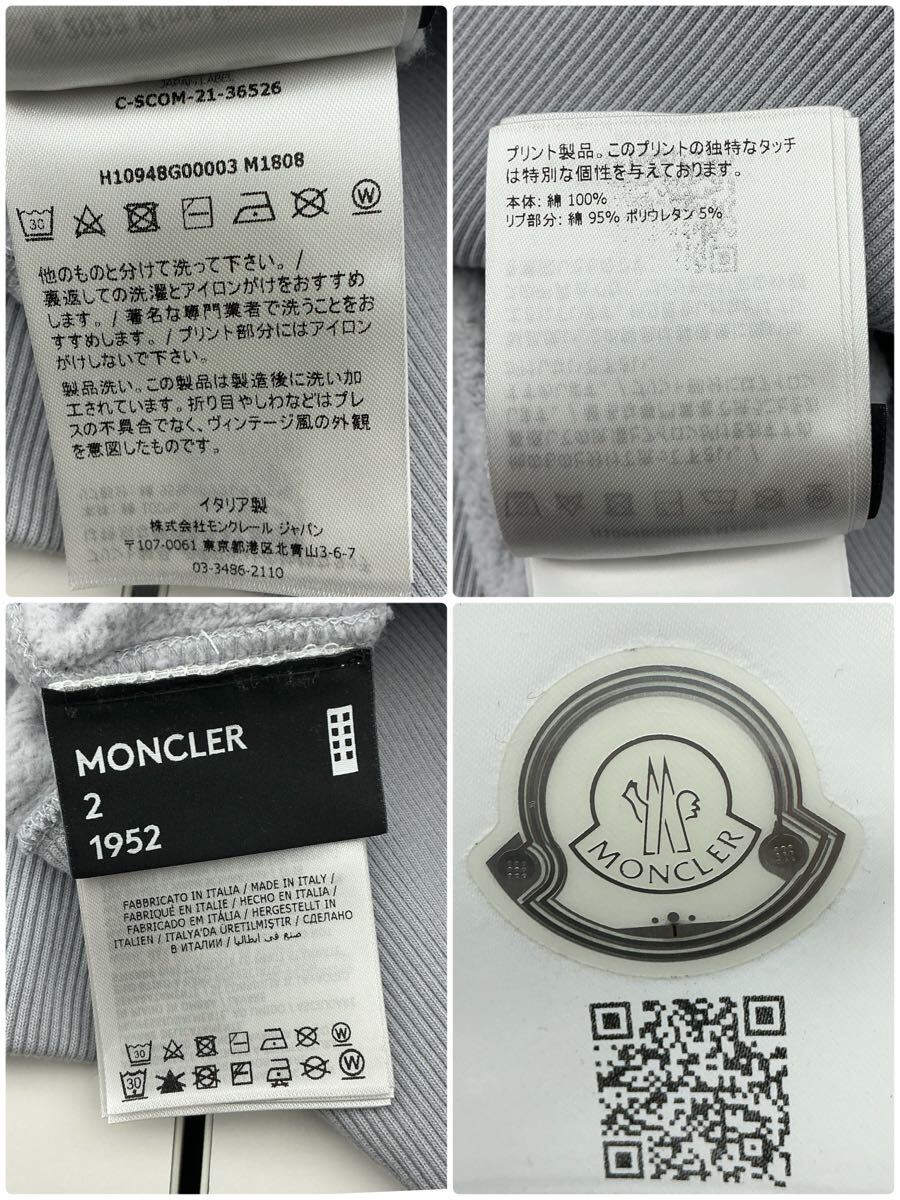 JAPAN LABEL
C-SCOM-21-36526
H10948G00003 M1808
30
W
他のものと分けて洗って下さい。/
裏返しての洗濯とアイロンがけをおすすめ
します。/ 著名な専門業者で洗うことをお
すすめします。/ プリント部分にはアイロン
がけしないで下さい。
製品洗い。この製品は製造後に洗い加
工されています。折り目やしわなどはプレ
スの不具合でなく、ヴィンテージ風の外観
を意図したものです。
イタリア製
株式会社モンクレール ジャパン
〒107-0061 東京都港区北青山3-6-7
03-3486-2110
プリント製品。このプリントの独特なタッチ
は特別な個性を与えております。
本体: 綿 100%
リブ部分: 綿 95% ポリウレタン 5%
MONCLER
2
1952
FABBRICATO IN ITALIA / MADE IN ITALY /
FABRIQUÉ EN ITALIE / HECHO EN ITALIA /
FABRICADO EM ITÁLIA / HERGESTELLT IN
ITALIEN / ITALYA'DA ÜRETILMIŞTIR / СДЕЛАНО
В ИТАЛИИ / صنع في ايطاليا
30
W
30
W
MONCLER